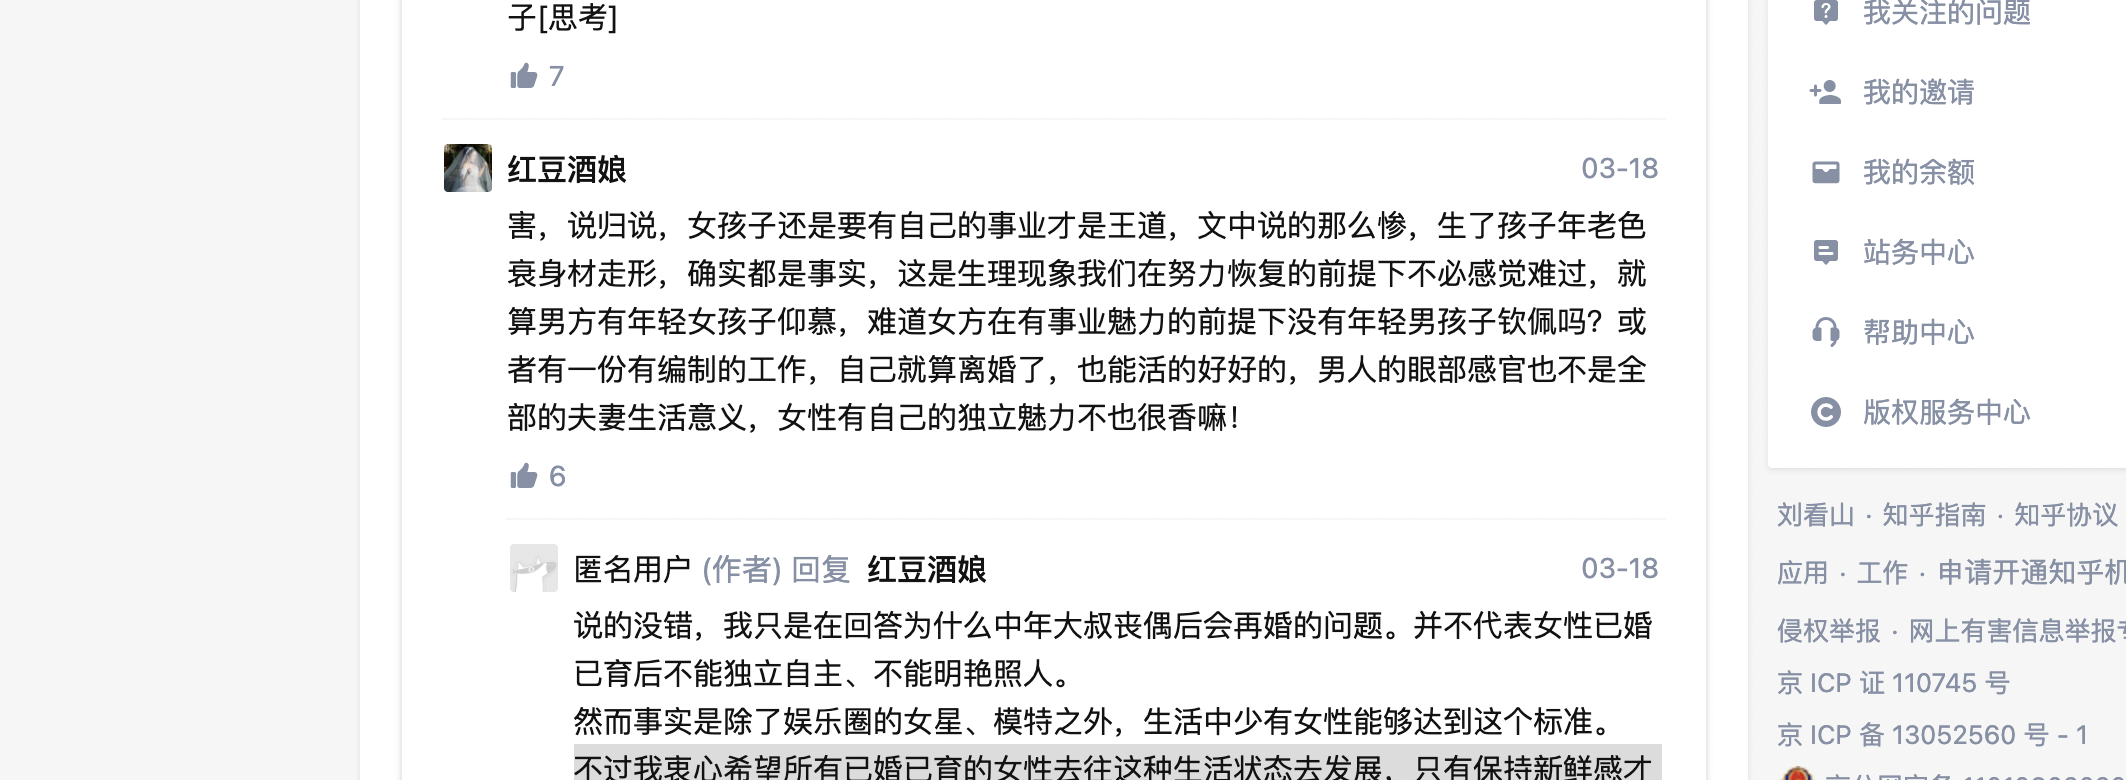 子[思考]
7
红豆酒娘
03-18
害，说归说，女孩子还是要有自己的事业才是王道，文中说的那么惨，生了孩子年老色
衰身材走形，确实都是事实，这是生理现象我们在努力恢复的前提下不必感觉难过，就
算男方有年轻女孩子仰慕，难道女方在有事业魅力的前提下没有年轻男孩子钦佩吗？或
者有一份有编制的工作，自己就算离婚了，也能活的好好的，男人的眼部感官也不是全
部的夫妻生活意义，女性有自己的独立魅力不也很香嘛！
6
匿名用户 (作者) 回复 红豆酒娘
03-18
说的没错，我只是在回答为什么中年大叔丧偶后会再婚的问题。并不代表女性已婚
已育后不能独立自主、不能明艳照人。
然而事实是除了娱乐圈的女星、模特之外，生活中少有女性能够达到这个标准。
不过我衷心希望所有已婚已育的女性去往这种生活状态去发展，只有保持新鲜感才
我关注的问题
我的邀请
我的余额
站务中心
帮助中心
版权服务中心
刘看山 · 知乎指南 · 知乎协议
应用 · 工作 · 申请开通知乎机
侵权举报 · 网上有害信息举报专
京 ICP 证 110745 号
京 ICP 备 13052560 号 - 1